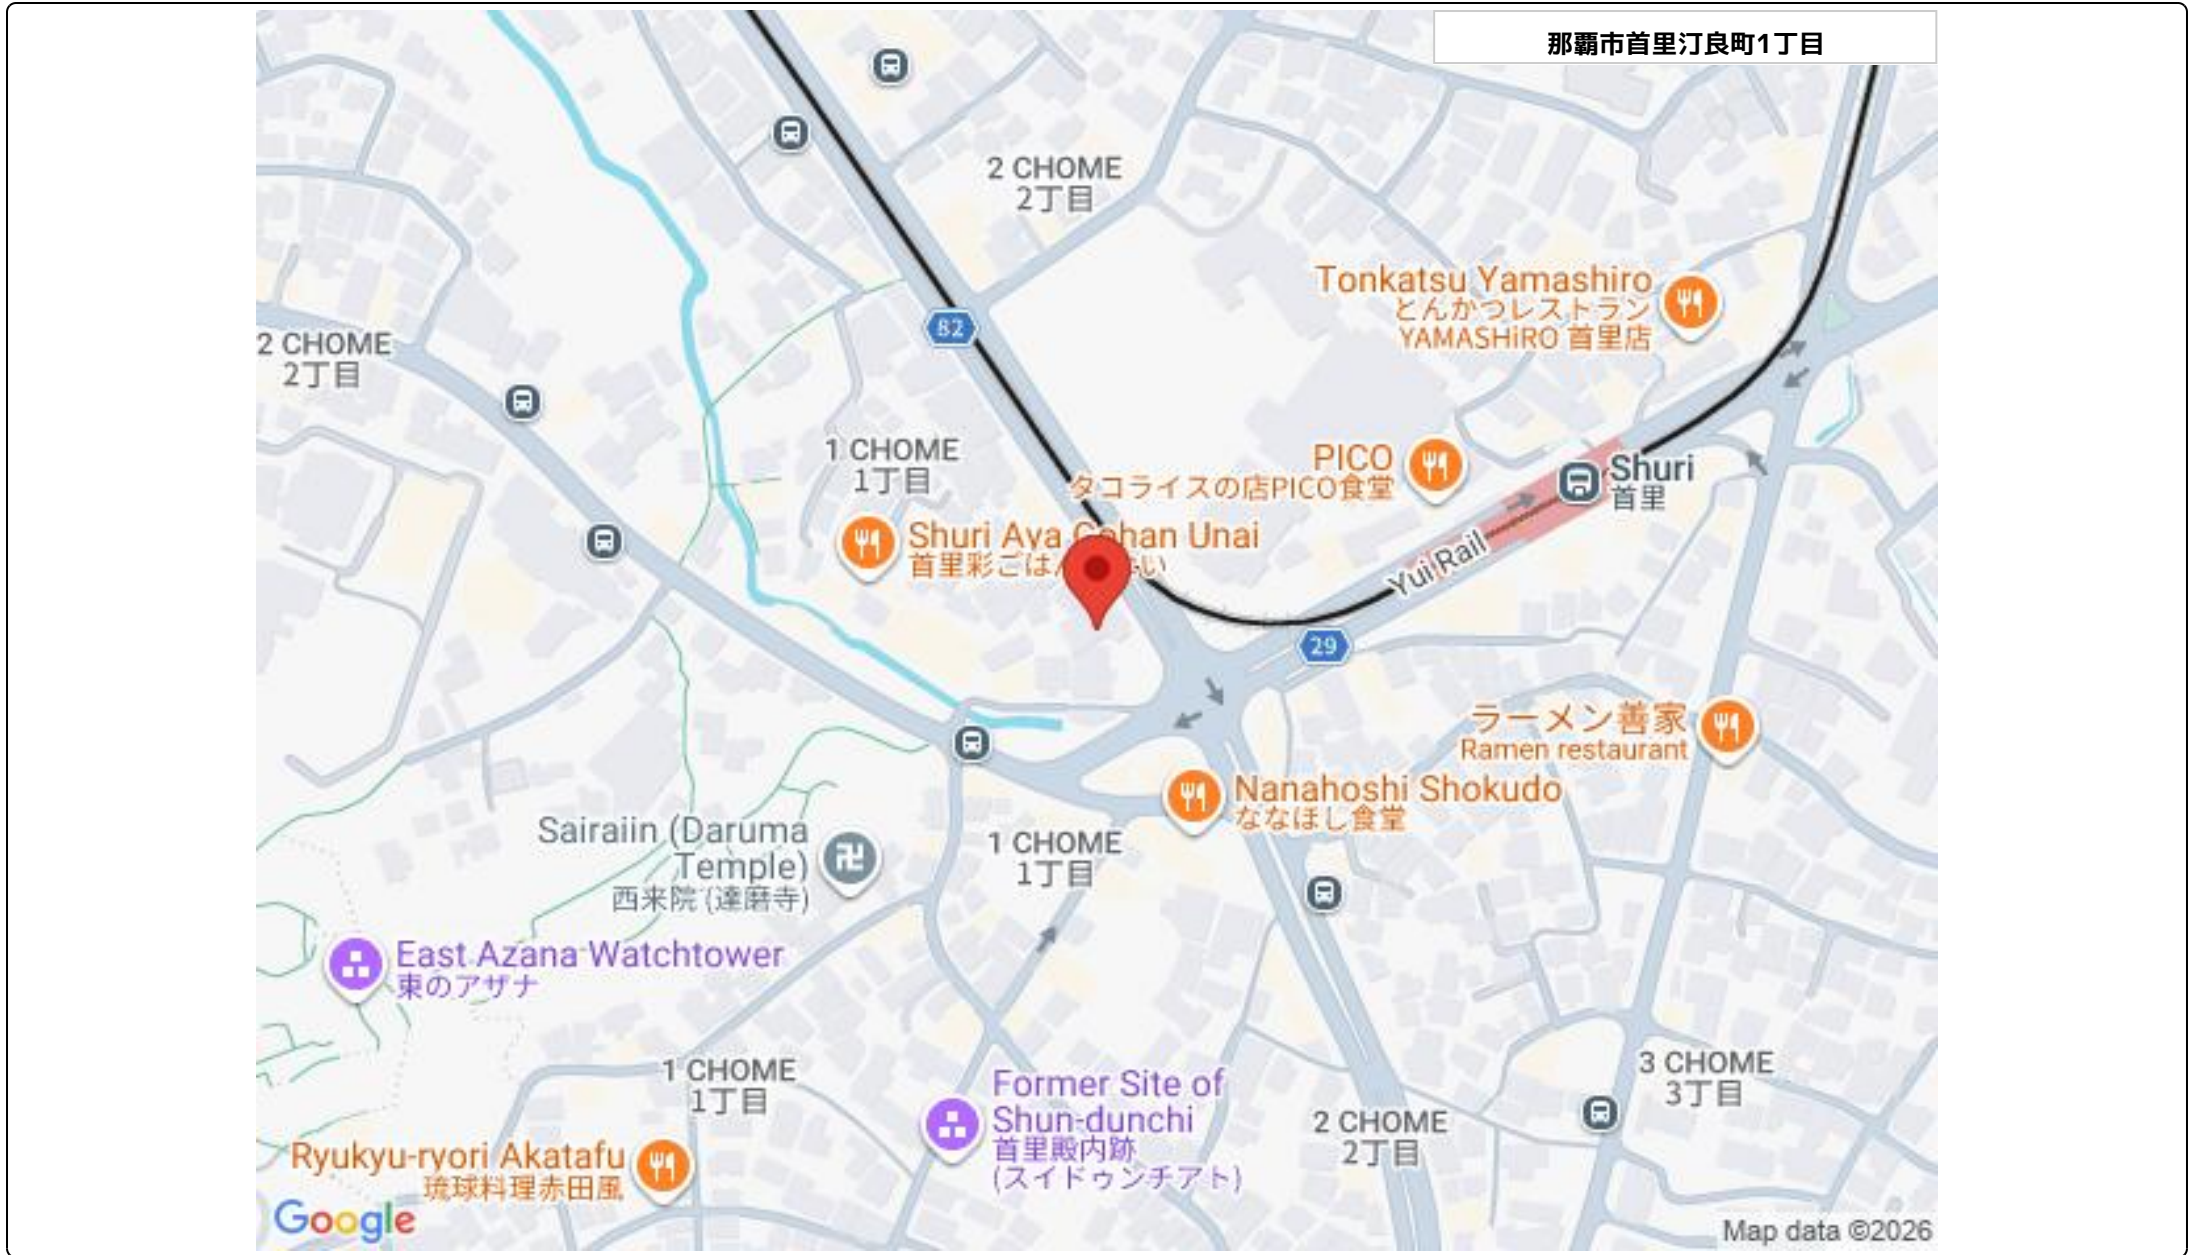 那覇市首里汀良町1丁目
2 CHOME
2丁目
Tonkatsu Yamashiro
とんかつレストラン
YAMASHiRO 首里店
82
2 CHOME
2丁目
1 CHOME
1丁目
PICO
タコライスの店PICO食堂
Shuri
首里
Shuri Aya Gohan Unai
首里彩ごはん
Yui Rail
29
ラーメン善家
Ramen restaurant
Nanahoshi Shokudo
ななほし食堂
Sairaiin (Daruma
Temple)
西来院 (達磨寺)
1 CHOME
1丁目
East Azana Watchtower
東のアザナ
1 CHOME
1丁目
Former Site of
Shun-dunchi
首里殿内跡
(スイドゥンチアト)
3 CHOME
3丁目
2 CHOME
2丁目
Ryukyu-ryori Akatafu
琉球料理赤田風
Google
Map data ©2026